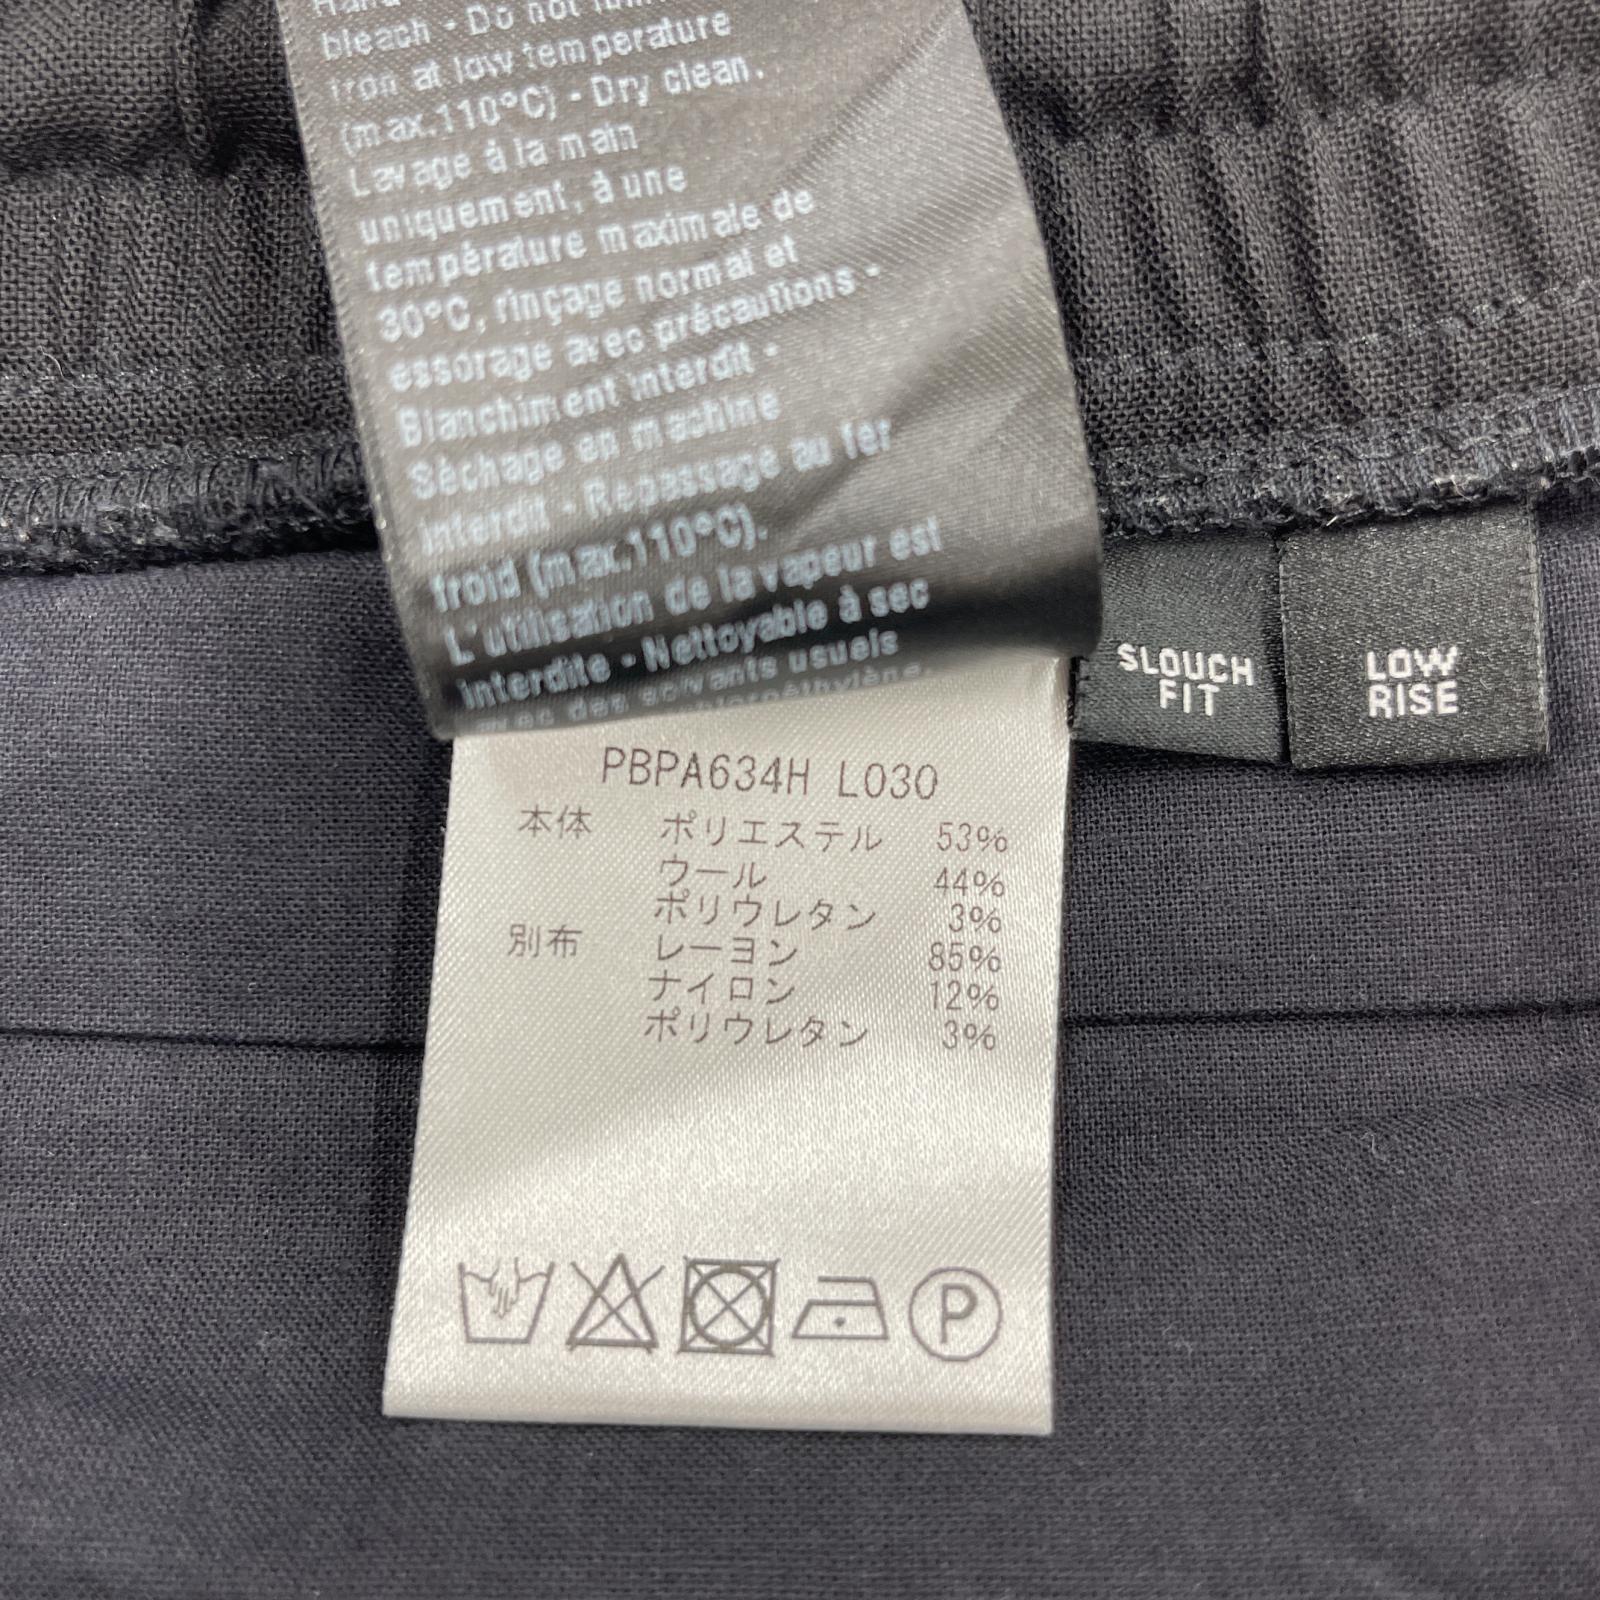 bleach - Do not
iron at low temperature
(max.110°C) - Dry clean.
Lavage à la main
uniquement, à une
température maximale de
30°C, rinçage normal et
essorage avec précautions -
Blanchiment interdit -
Séchage en machine
interdit - Repassage au fer
froid (max.110°C).
L'utilisation de la vapeur est
interdite - Nettoyable à sec
avec des solvants usuels
SLOUCH
FIT
LOW
RISE
PBPA634H L030
本体 ポリエステル 53%
ウール 44%
ポリウレタン 3%
別布 レーヨン 85%
ナイロン 12%
ポリウレタン 3%
P